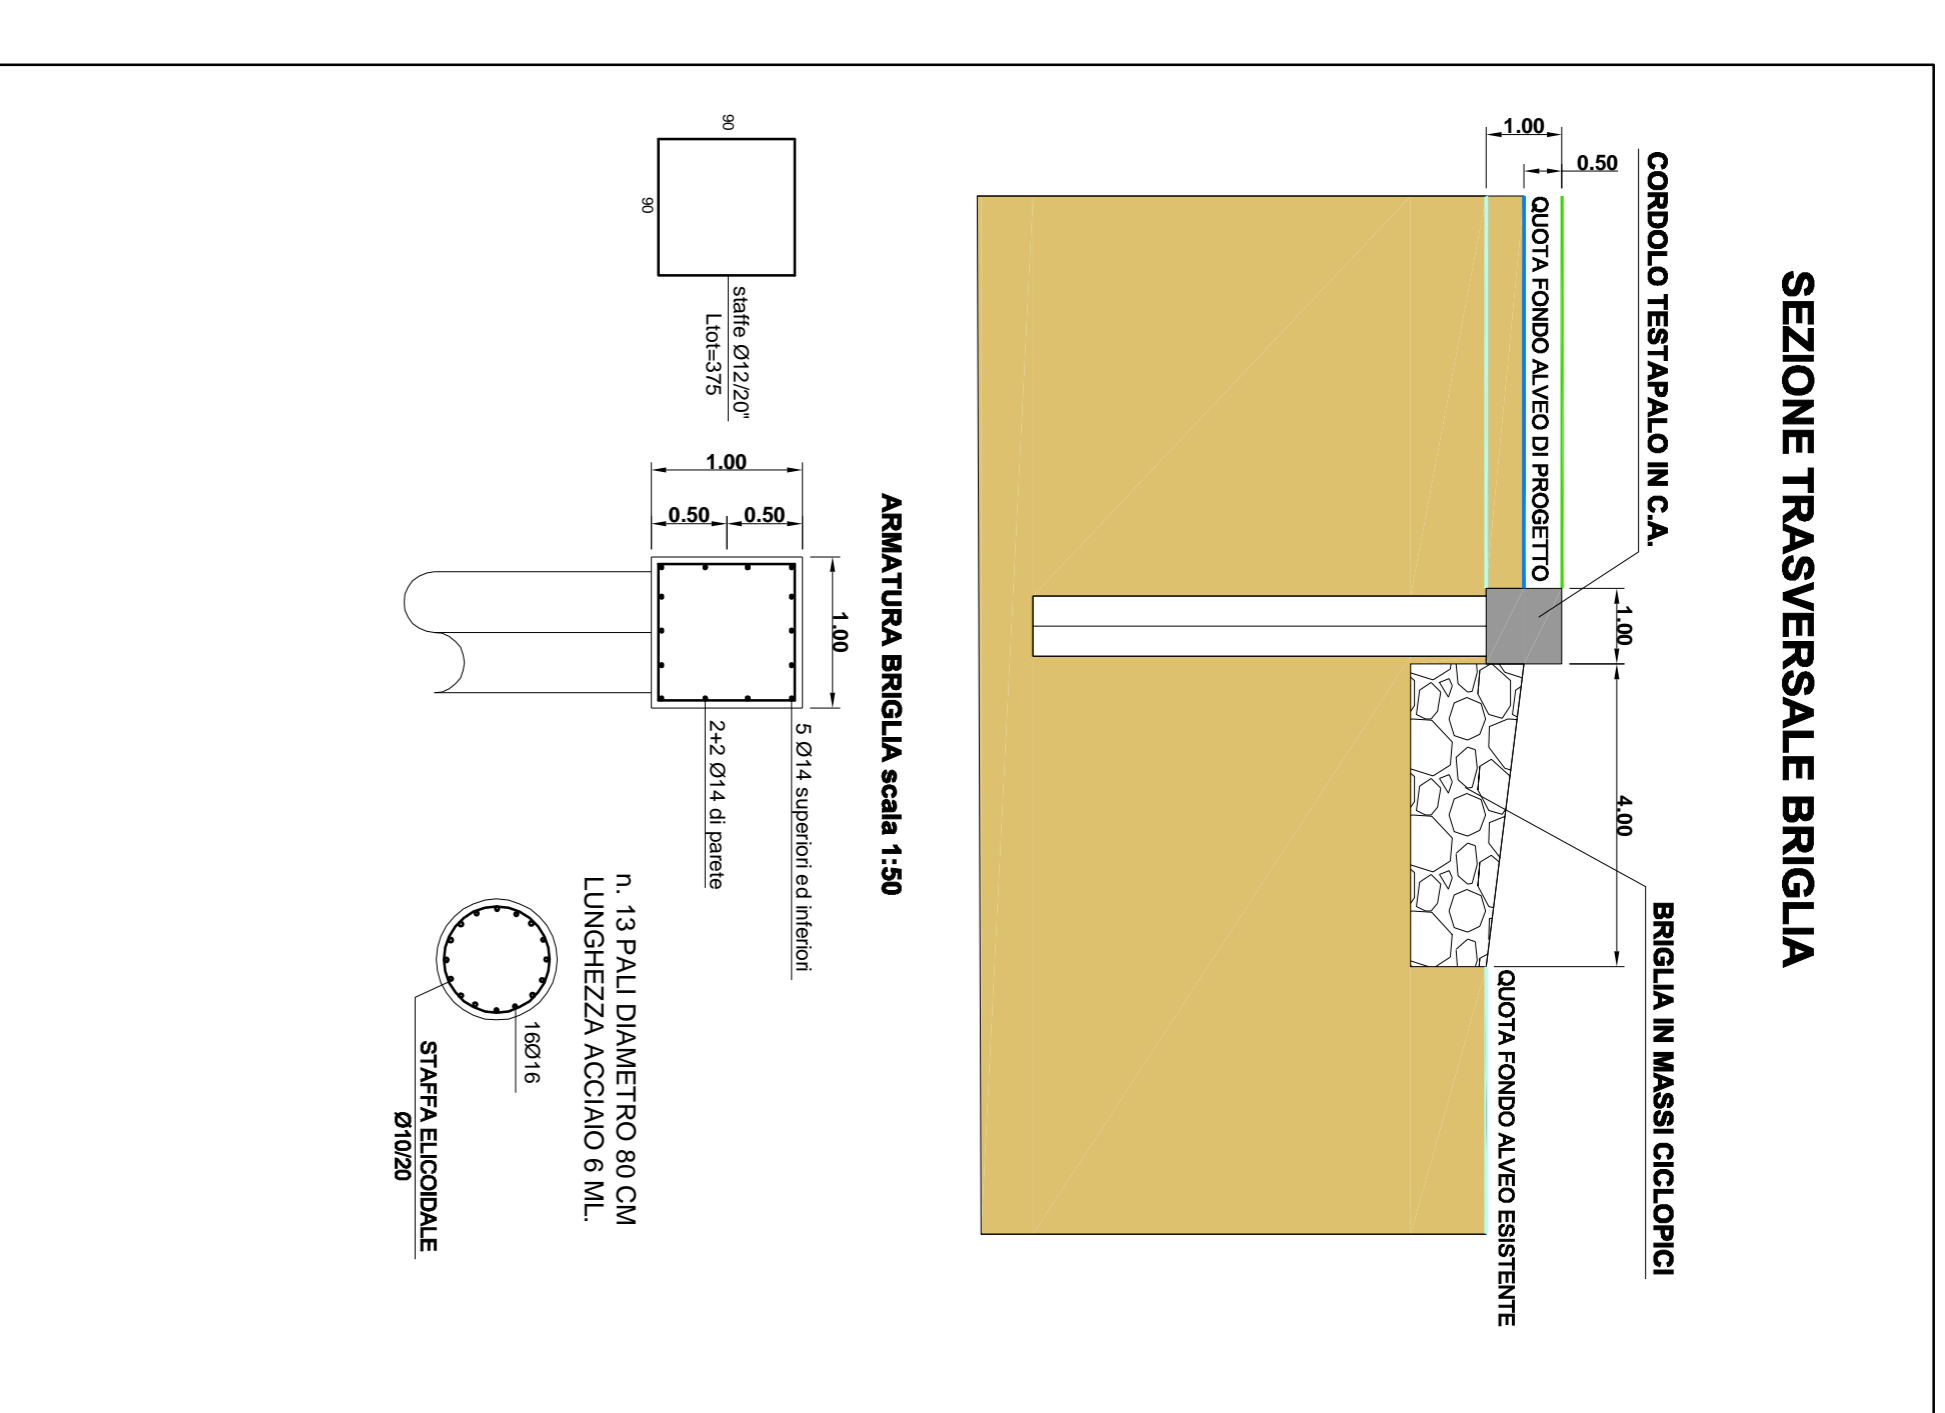 SEZIONE TRASVERSALE BRIGLIA
CORDOLO TESTAPALO IN C.A.
BRIGLIA IN MASSI CICLOPICI
1.00
0.50
1.00
4.00
QUOTA FONDO ALVEO DI PROGETTO
QUOTA FONDO ALVEO ESISTENTE
ARMATURA BRIGLIA scala 1:50
90
90
staffe Ø12/20"
Ltot=375
1.00
0.50
0.50
1.00
5 Ø14 superiori ed inferiori
2+2 Ø14 di parete
n. 13 PALI DIAMETRO 80 CM
LUNGHEZZA ACCIAIO 6 ML.
16Ø16
STAFFA ELICOIDALE
Ø10/20